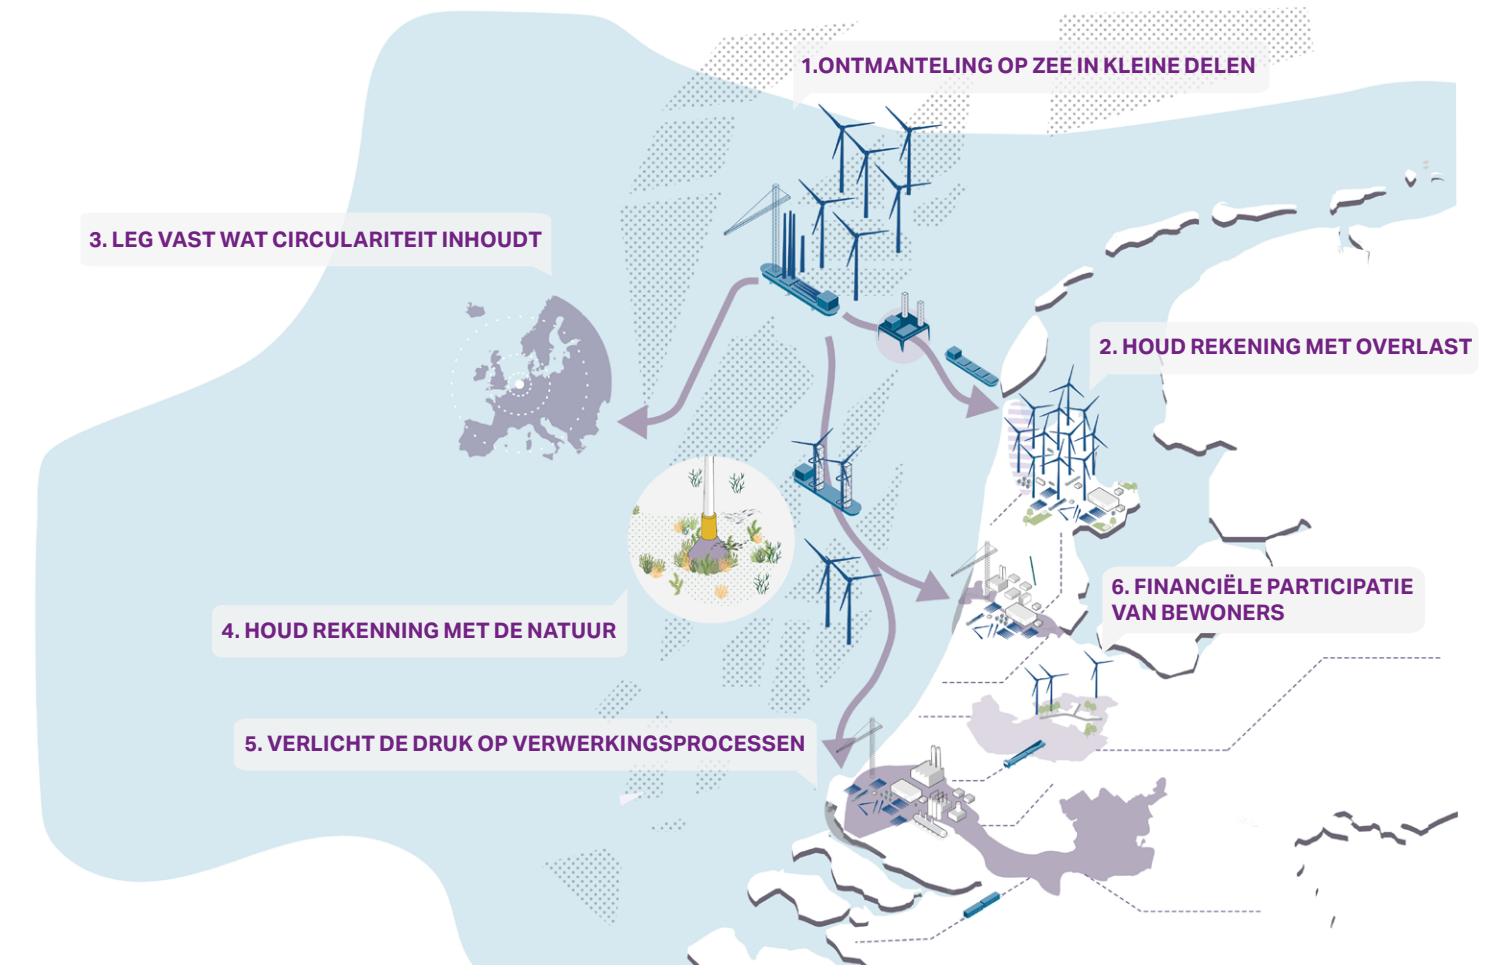 1.ONTMANTELING OP ZEE IN KLEINE DELEN
2. HOUD REKENING MET OVERLAST
3. LEG VAST WAT CIRCULARITEIT INHOUDT
4. HOUD REKENNING MET DE NATUUR
5. VERLICHT DE DRUK OP VERWERKINGSPROCESSEN
6. FINANCIËLE PARTICIPATIE
VAN BEWONERS